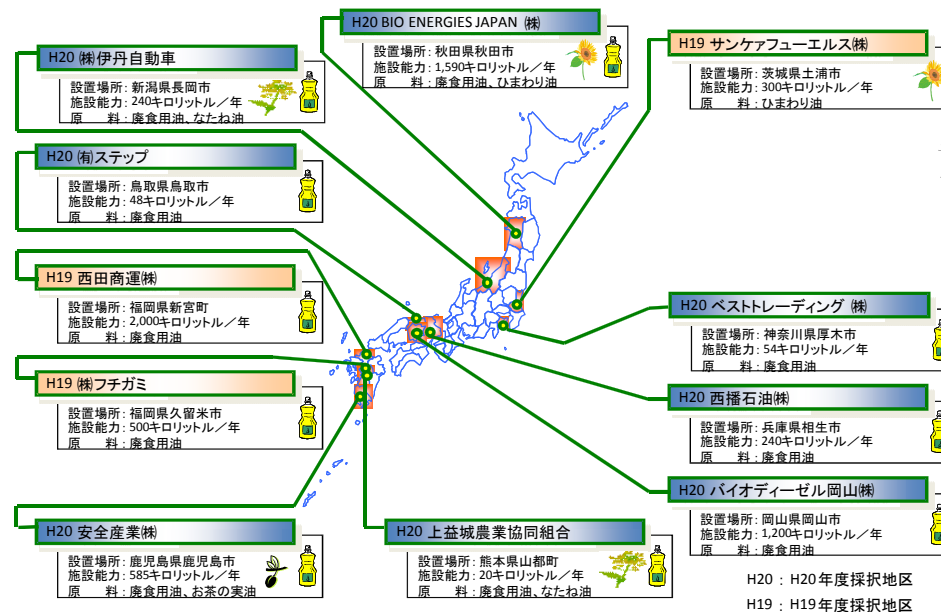 H20 BIO ENERGIES JAPAN ㈱
設置場所：秋田県秋田市
施設能力：1,590キロリットル／年
原　　料：廃食用油、ひまわり油
H20 ㈱伊丹自動車
設置場所：新潟県長岡市
施設能力：240キロリットル／年
原　　料：廃食用油、なたね油
H19 サンケァフューエルス㈱
設置場所：茨城県土浦市
施設能力：300キロリットル／年
原　　料：ひまわり油
H20 ㈲ステップ
設置場所：鳥取県鳥取市
施設能力：48キロリットル／年
原　　料：廃食用油
H19 西田商運㈱
設置場所：福岡県新宮町
施設能力：2,000キロリットル／年
原　　料：廃食用油
H19 ㈱フチガミ
設置場所：福岡県久留米市
施設能力：500キロリットル／年
原　　料：廃食用油
H20 ベストトレーディング ㈱
設置場所：神奈川県厚木市
施設能力：54キロリットル／年
原　　料：廃食用油
H20 西播石油㈱
設置場所：兵庫県相生市
施設能力：240キロリットル／年
原　　料：廃食用油
H20 バイオディーゼル岡山㈱
設置場所：岡山県岡山市
施設能力：1,200キロリットル／年
原　　料：廃食用油
H20 安全産業㈱
設置場所：鹿児島県鹿児島市
施設能力：585キロリットル／年
原　　料：廃食用油、お茶の実油
H20 上益城農業協同組合
設置場所：熊本県山都町
施設能力：20キロリットル／年
原　　料：廃食用油、なたね油
H20 ： H20年度採択地区
H19 ： H19年度採択地区